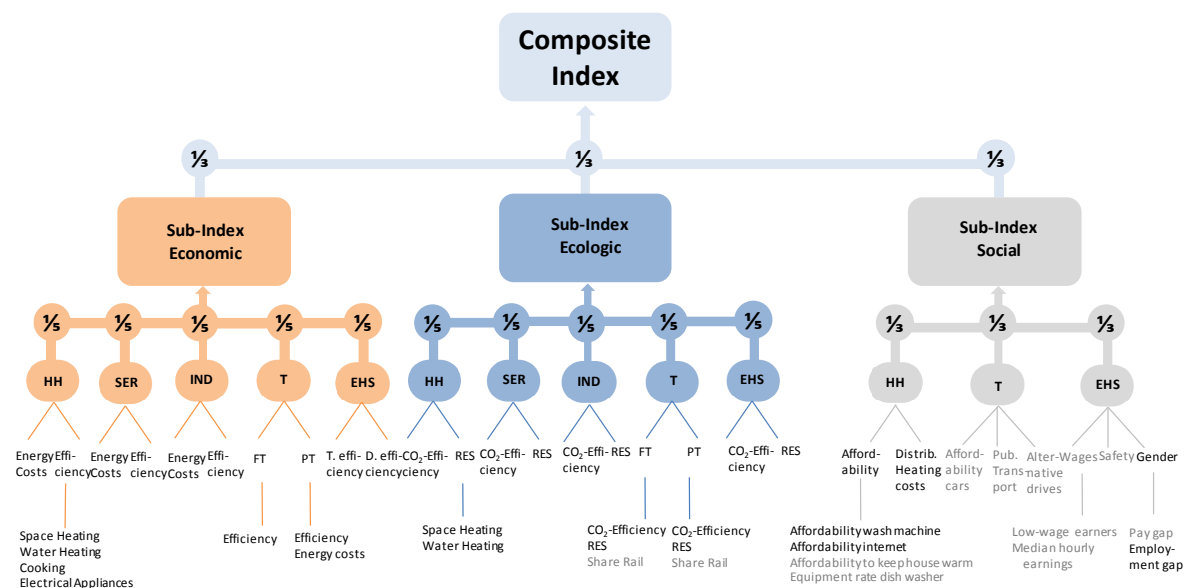 Composite
Index
⅓
⅓
⅓
Sub-Index
Economic
Sub-Index
Ecologic
Sub-Index
Social
⅕
⅕
⅕
⅕
⅕
⅕
⅕
⅕
⅕
⅕
⅓
⅓
⅓
HH
SER
IND
T
EHS
HH
SER
IND
T
EHS
HH
T
EHS
Energy
Costs
Effi-
ciency
Energy
Costs
Effi-
ciency
Energy
Costs
Effi-
ciency
FT
PT
T. effi-
ciency
D. effi-
ciency
CO₂-Effi-
ciency
RES
CO₂-Effi-
ciency
RES
CO₂-Effi-
ciency
RES
FT
PT
CO₂-Effi-
ciency
RES
Afford-
ability
Distrib.
Heating
costs
Afford-
ability
cars
Pub.
Trans
port
Alter-
native
drives
Wages
Safety
Gender
Space Heating
Water Heating
Cooking
Electrical Appliances
Efficiency
Efficiency
Energy costs
Space Heating
Water Heating
CO₂-Efficiency
RES
Share Rail
CO₂-Efficiency
RES
Share Rail
Affordability wash machine
Affordability internet
Affordability to keep house warm
Equipment rate dish washer
Low-wage earners
Median hourly
earnings
Pay gap
Employ-
ment gap